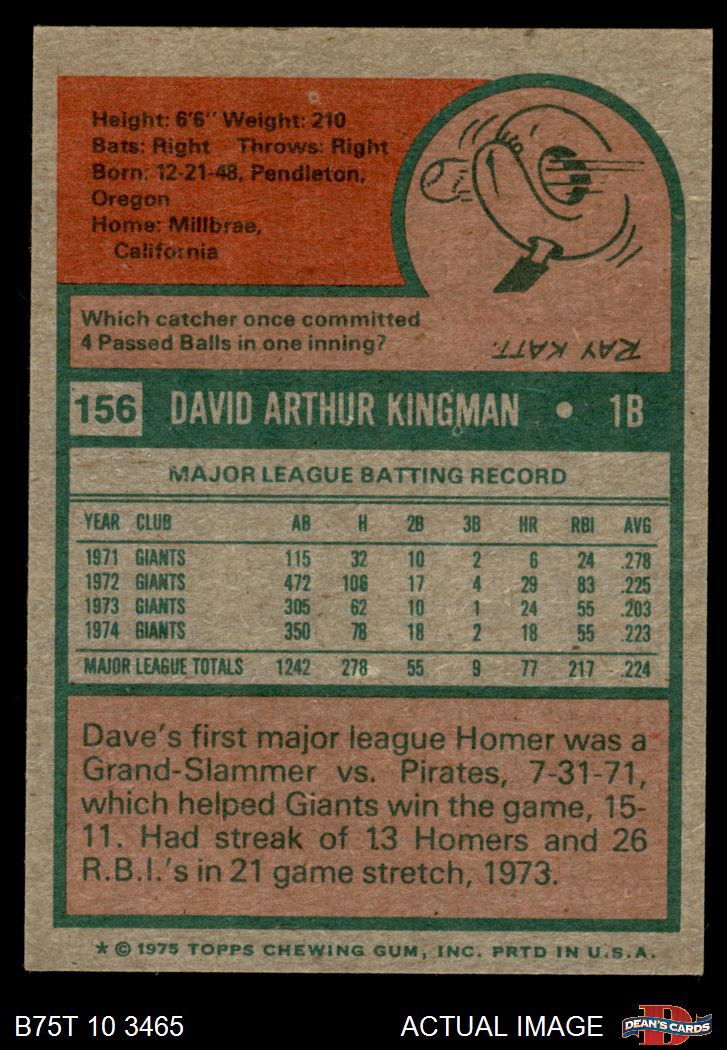 Height: 6'6" Weight: 210
Bats: Right Throws: Right
Born: 12-21-48, Pendleton,
Oregon
Home: Millbrae,
California
Which catcher once committed
4 Passed Balls in one inning?
RAY KATT.
156 DAVID ARTHUR KINGMAN • 1B
MAJOR LEAGUE BATTING RECORD
YEAR CLUB AB H 2B 3B HR RBI AVG
1971 GIANTS 115 32 10 2 6 24 .278
1972 GIANTS 472 106 17 4 29 83 .225
1973 GIANTS 305 62 10 1 24 55 .203
1974 GIANTS 350 78 18 2 18 55 .223
MAJOR LEAGUE TOTALS 1242 278 55 9 77 217 .224
Dave's first major league Homer was a
Grand-Slammer vs. Pirates, 7-31-71,
which helped Giants win the game, 15-
11. Had streak of 13 Homers and 26
R.B.I.'s in 21 game stretch, 1973.
* © 1975 TOPPS CHEWING GUM, INC. PRTD IN U.S.A.
B75T 10 3465 ACTUAL IMAGE
D
DEAN'S CARDS